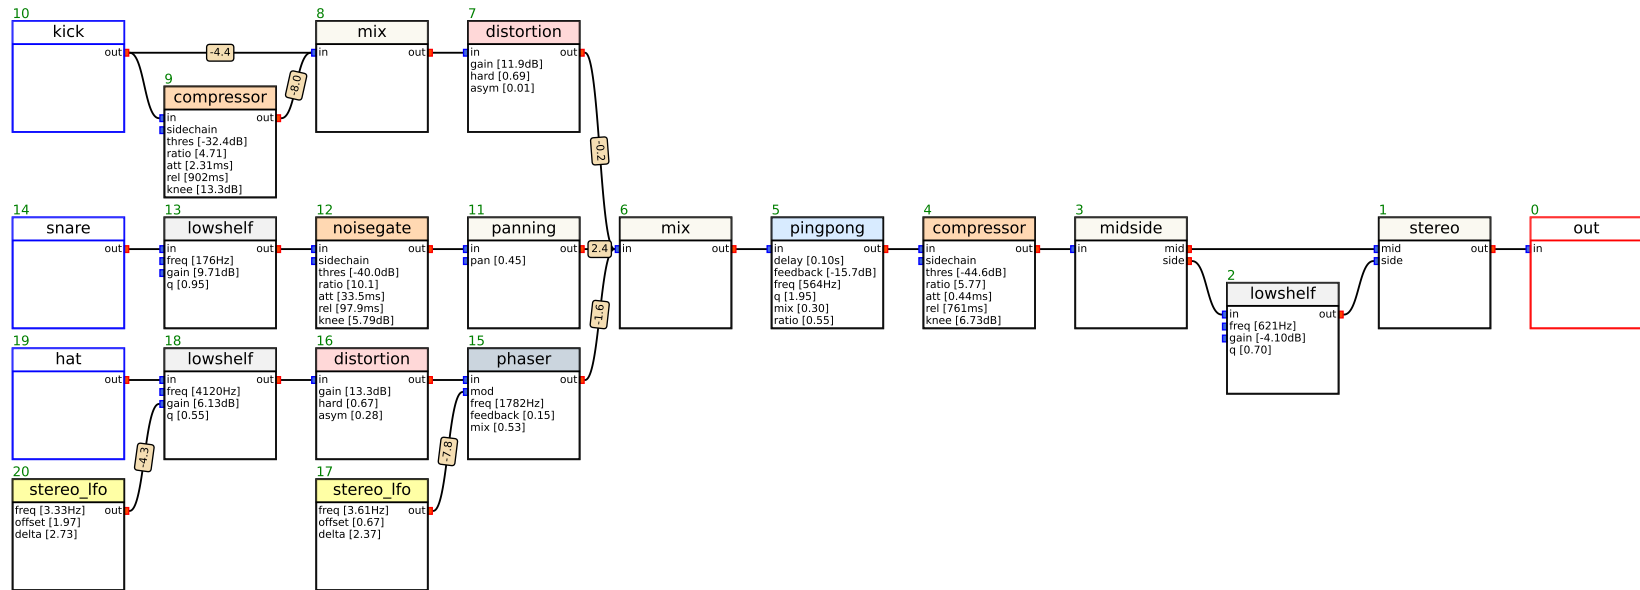 10
kick
out
-4.4
8
mix
in
out
7
distortion
in
out
gain [11.9dB]
hard [0.69]
asym [0.01]
9
compressor
in
out
sidechain
thres [-32.4dB]
ratio [4.71]
att [2.31ms]
rel [902ms]
knee [13.3dB]
-8.0
-0.2
14
snare
out
13
lowshelf
in
out
freq [176Hz]
gain [9.71dB]
q [0.95]
12
noisegate
in
out
sidechain
thres [-40.0dB]
ratio [10.1]
att [33.5ms]
rel [97.9ms]
knee [5.79dB]
11
panning
in
out
pan [0.45]
2.4
6
mix
in
out
5
pingpong
in
out
delay [0.10s]
feedback [-15.7dB]
freq [564Hz]
q [1.95]
mix [0.30]
ratio [0.55]
4
compressor
in
out
sidechain
thres [-44.6dB]
ratio [5.77]
att [0.44ms]
rel [761ms]
knee [6.73dB]
3
midside
in
mid
side
2
lowshelf
in
out
freq [621Hz]
gain [-4.10dB]
q [0.70]
1
stereo
mid
out
side
0
out
in
-1.6
19
hat
out
18
lowshelf
in
out
freq [4120Hz]
gain [6.13dB]
q [0.55]
16
distortion
in
out
gain [13.3dB]
hard [0.67]
asym [0.28]
15
phaser
in
out
mod
freq [1782Hz]
feedback [0.15]
mix [0.53]
-4.3
-7.8
20
stereo_lfo
freq [3.33Hz]
out
offset [1.97]
delta [2.73]
17
stereo_lfo
freq [3.61Hz]
out
offset [0.67]
delta [2.37]